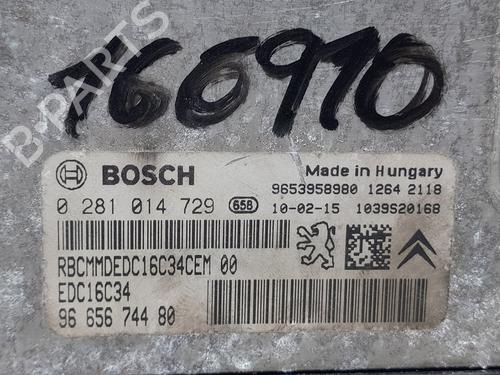 166910
B-PARTS
BOSCH
Made in Hungary
9653958980 1264 2118
0 281 014 729 658 10-02-15 1039S20168
RBCMMDEDC16C34CEM 00
EDC16C34
96 656 744 80